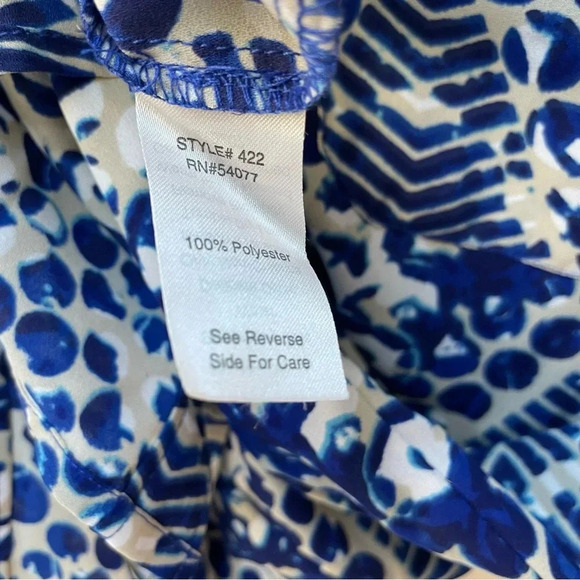 STYLE# 422
RN#54077
100% Polyester
See Reverse
Side For Care